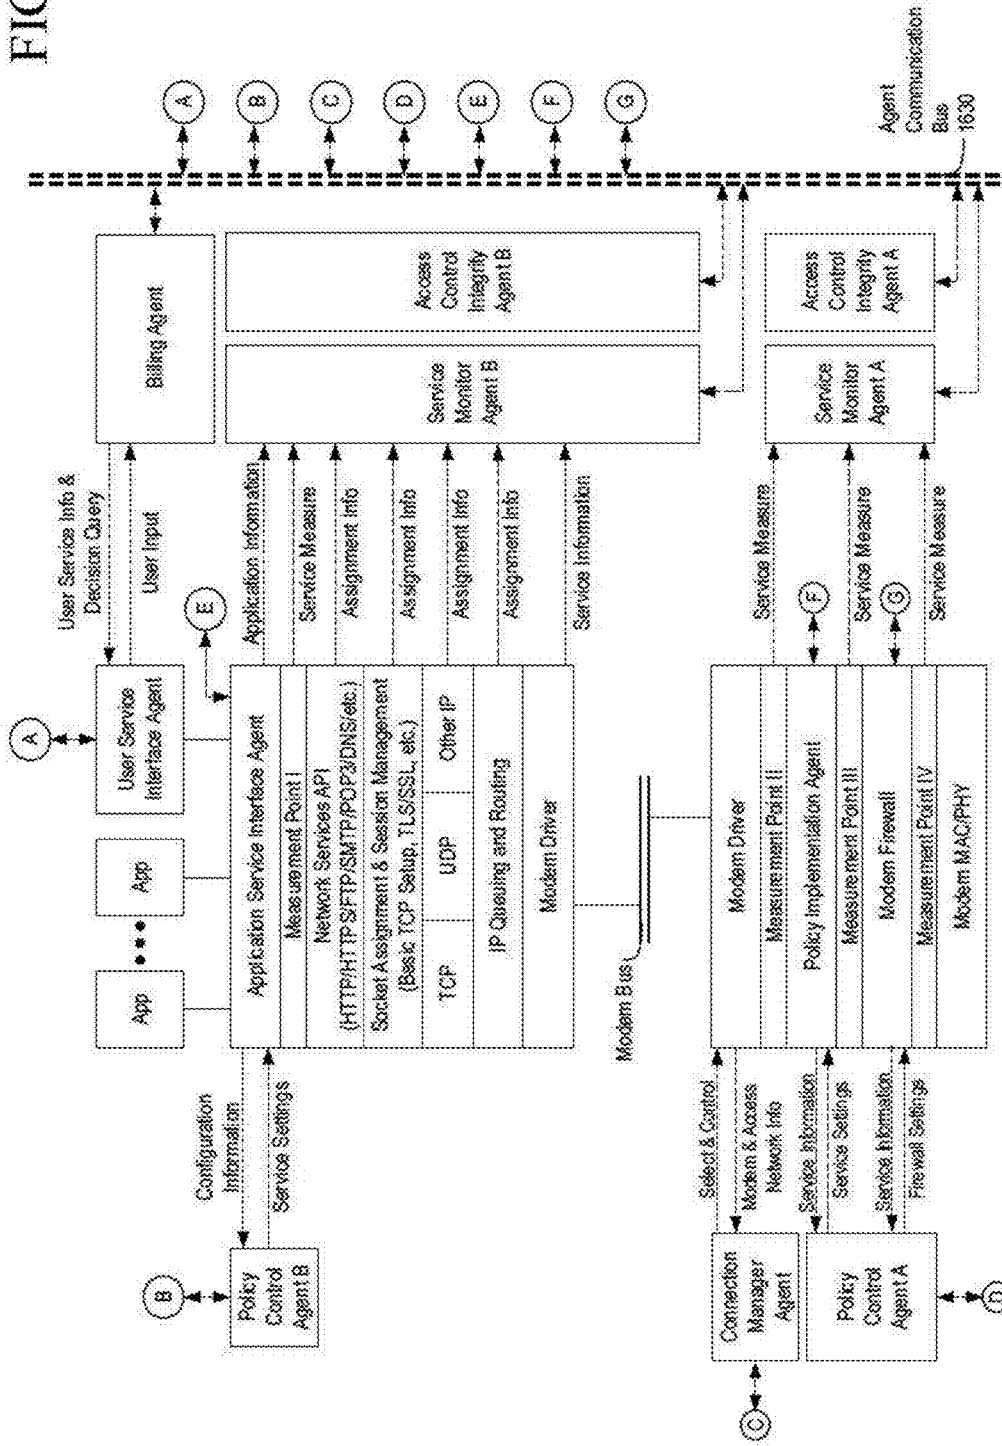 FIG
A
B
App
App
User Service
Interface Agent
User Service Info &
Decision Query
User Input
Billing Agent
A
E
Policy
Control
Agent B
Configuration
Information
Service Settings
Application Service Interface Agent
Measurement Point I
Network Services API
(HTTP/HTTPS/FTP/SMTP/POP3/DNS/etc.)
Socket Assignment & Session Management
(Basic TCP Setup, TLS/SSL, etc.)
TCP
UDP
Other IP
IP Queuing and Routing
Modem Driver
Application Information
Service Measure
Assignment Info
Assignment Info
Assignment Info
Assignment Info
Service Information
Service
Monitor
Agent B
Access
Control
Integrity
Agent B
B
C
D
E
F
G
Modem Bus
Connection
Manager
Agent
C
Policy
Control
Agent A
D
Select & Control
Modem & Access
Network Info
Service Information
Service Settings
Service Information
Firewall Settings
Modem Driver
Measurement Point II
Policy Implementation Agent
Measurement Point III
Modem Firewall
Measurement Point IV
Modem MAC/PHY
Service Measure
F
Service Measure
G
Service Measure
Service
Monitor
Agent A
Access
Control
Integrity
Agent A
Agent
Communication
Bus
1630